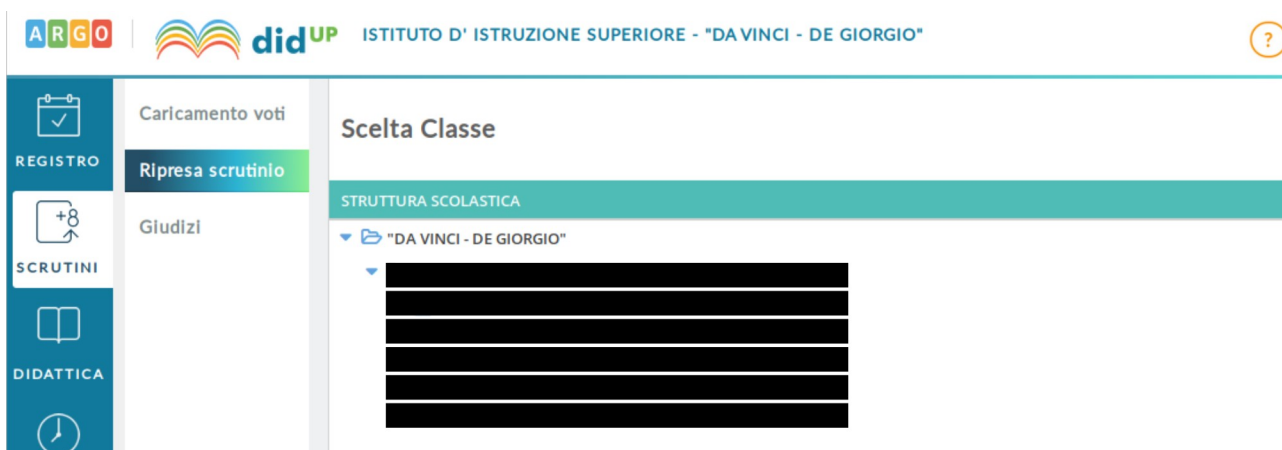 ARGO
didUP
ISTITUTO D' ISTRUZIONE SUPERIORE - "DA VINCI - DE GIORGIO"
?
REGISTRO
+8
SCRUTINI
DIDATTICA
Caricamento voti
Ripresa scrutinio
Giudizi
Scelta Classe
STRUTTURA SCOLASTICA
"DA VINCI - DE GIORGIO"